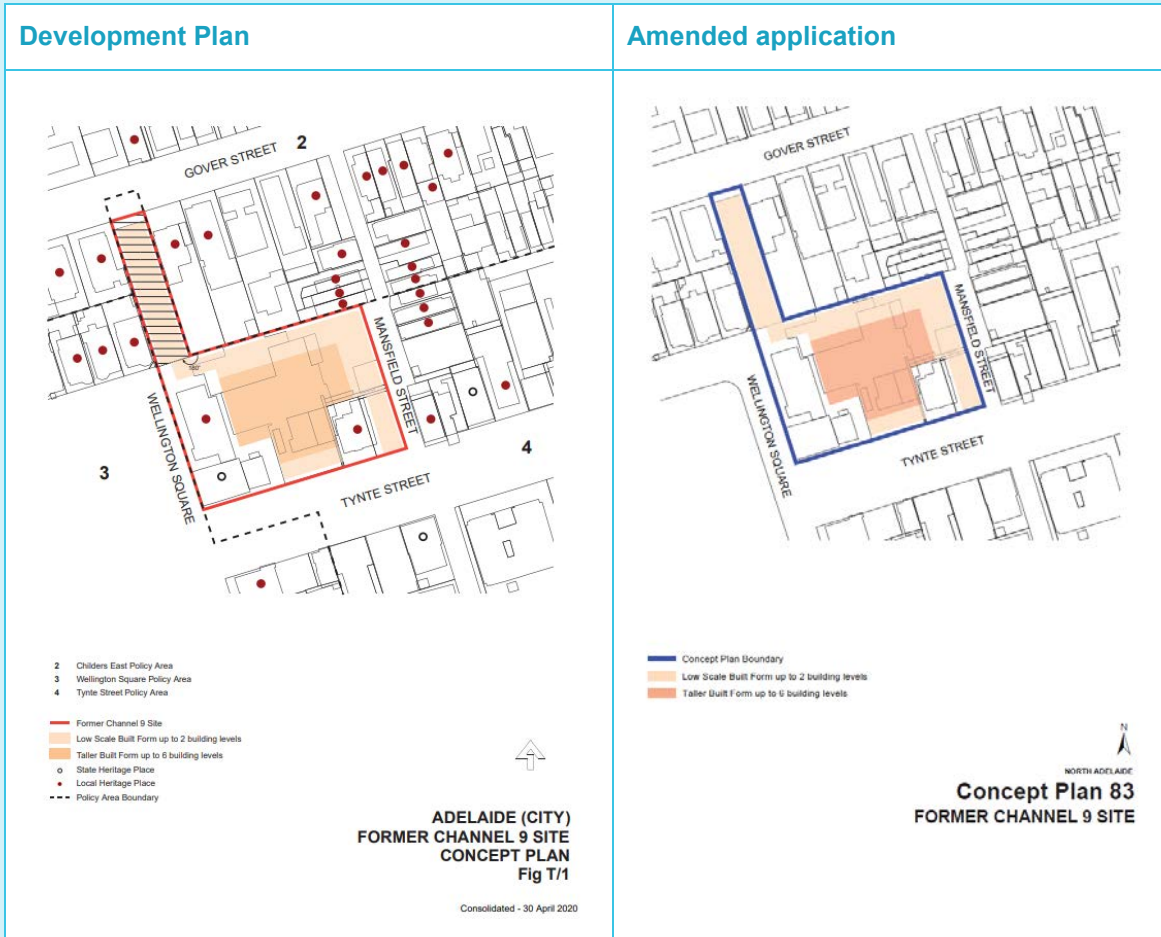 Development Plan
Amended application
GOVER STREET
2
MANSFIELD STREET
WELLINGTON SQUARE
3
4
TYNTE STREET
2 Childers East Policy Area
3 Wellington Square Policy Area
4 Tynte Street Policy Area
Former Channel 9 Site
Low Scale Built Form up to 2 building levels
Taller Built Form up to 6 building levels
State Heritage Place
Local Heritage Place
Policy Area Boundary
ADELAIDE (CITY)
FORMER CHANNEL 9 SITE
CONCEPT PLAN
Fig T/1
Consolidated - 30 April 2020
GOVER STREET
MANSFIELD STREET
WELLINGTON SQUARE
TYNTE STREET
Concept Plan Boundary
Low Scale Built Form up to 2 building levels
Taller Built Form up to 6 building levels
N
NORTH ADELAIDE
Concept Plan 83
FORMER CHANNEL 9 SITE